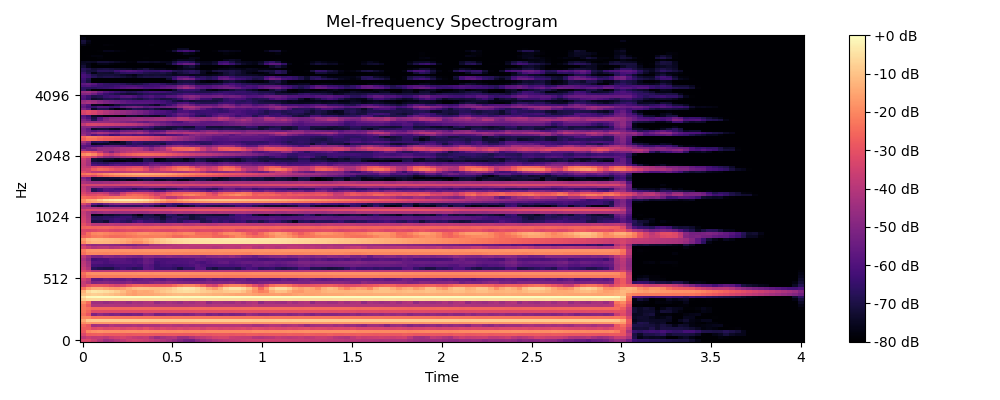 Mel-frequency Spectrogram
+0 dB
-10 dB
-20 dB
-30 dB
-40 dB
-50 dB
-60 dB
-70 dB
-80 dB
4096
2048
1024
512
0
Hz
0 0.5 1 1.5 2 2.5 3 3.5 4
Time